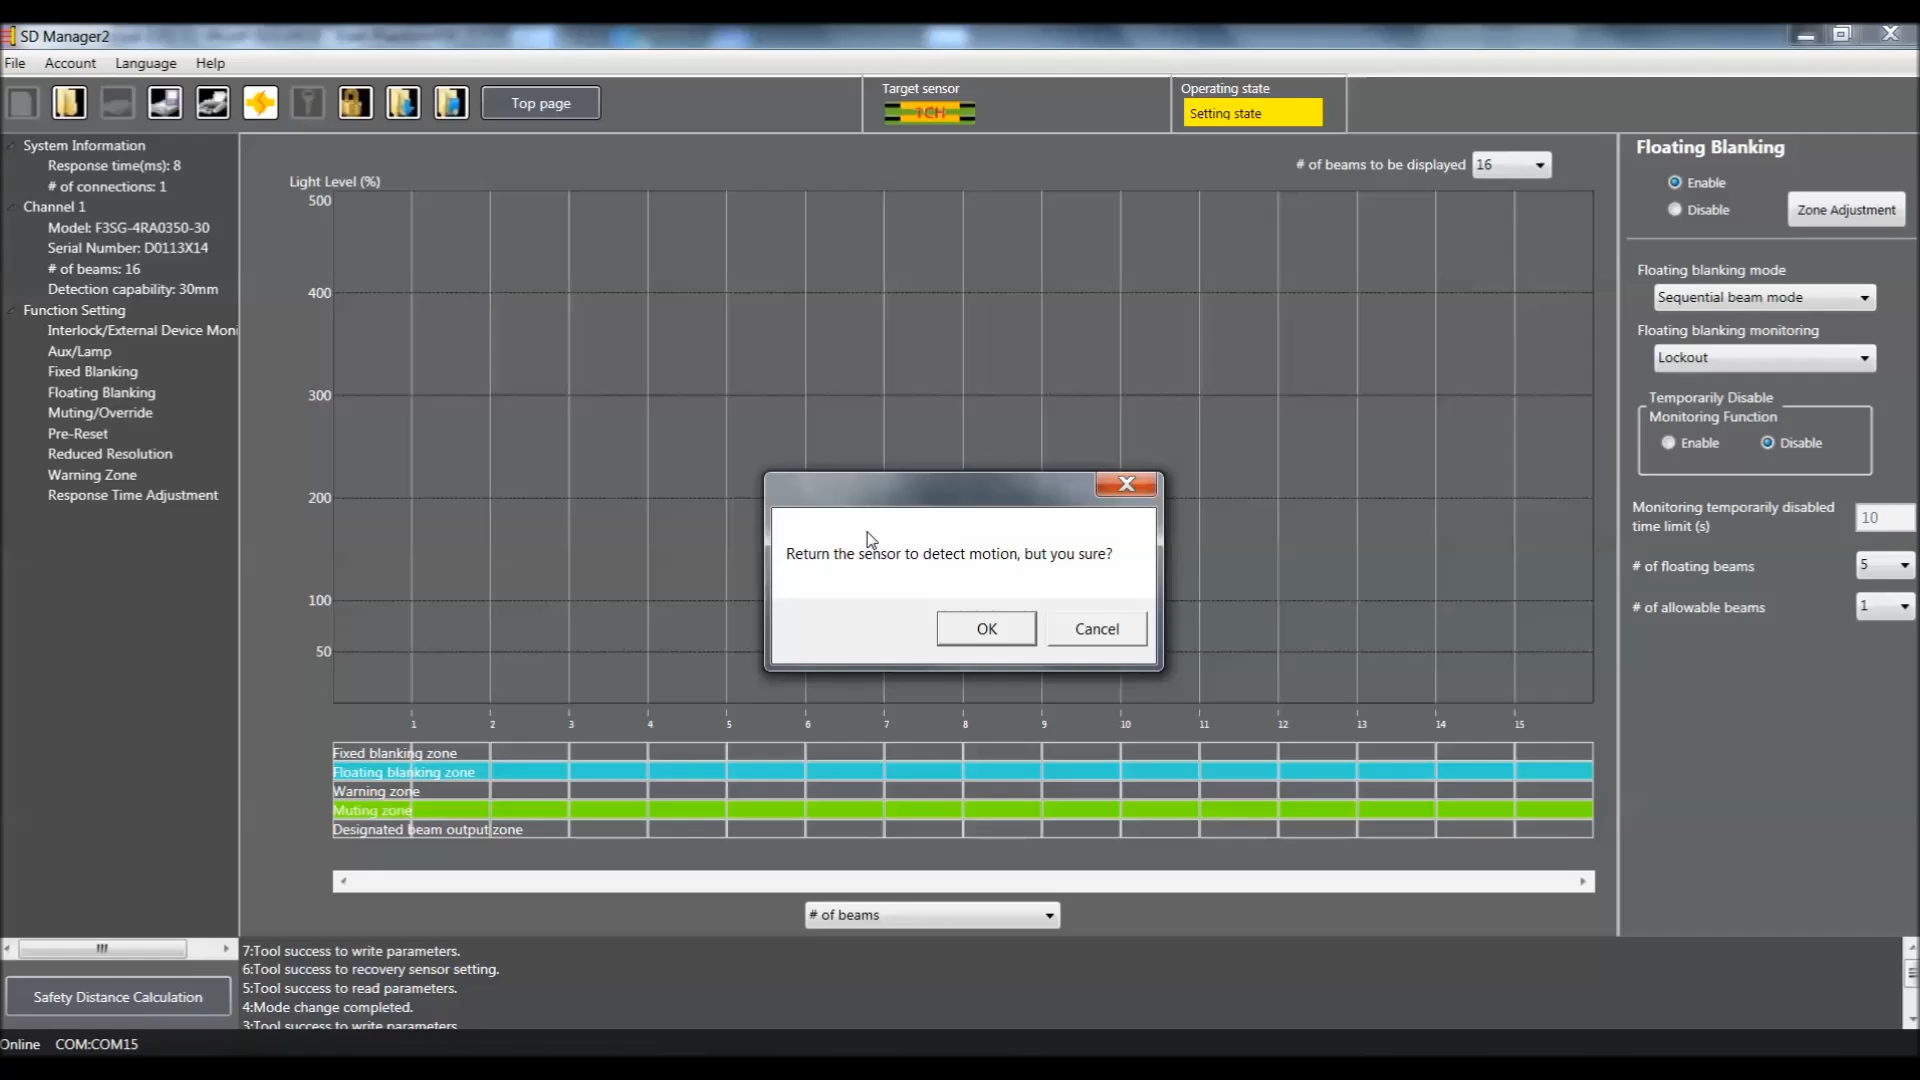 SD Manager2
File Account Language Help
Top page
Target sensor
1CH
Operating state
Setting state
System Information
Response time(ms): 8
# of connections: 1
Channel 1
Model: F3SG-4RA0350-30
Serial Number: D0113X14
# of beams: 16
Detection capability: 30mm
Function Setting
Interlock/External Device Moni
Aux/Lamp
Fixed Blanking
Floating Blanking
Muting/Override
Pre-Reset
Reduced Resolution
Warning Zone
Response Time Adjustment
# of beams to be displayed 16
Light Level (%)
500
400
300
200
100
50
1 2 3 4 5 6 7 8 9 10 11 12 13 14 15
Return the sensor to detect motion, but you sure?
OK Cancel
Fixed blanking zone
Floating blanking zone
Warning zone
Muting zone
Designated beam output zone
# of beams
Floating Blanking
Enable
Disable
Zone Adjustment
Floating blanking mode
Sequential beam mode
Floating blanking monitoring
Lockout
Temporarily Disable
Monitoring Function
Enable Disable
Monitoring temporarily disabled
time limit (s)
10
# of floating beams 5
# of allowable beams 1
7:Tool success to write parameters.
6:Tool success to recovery sensor setting.
5:Tool success to read parameters.
4:Mode change completed.
3:Tool success to write parameters
Safety Distance Calculation
Online COM:COM15